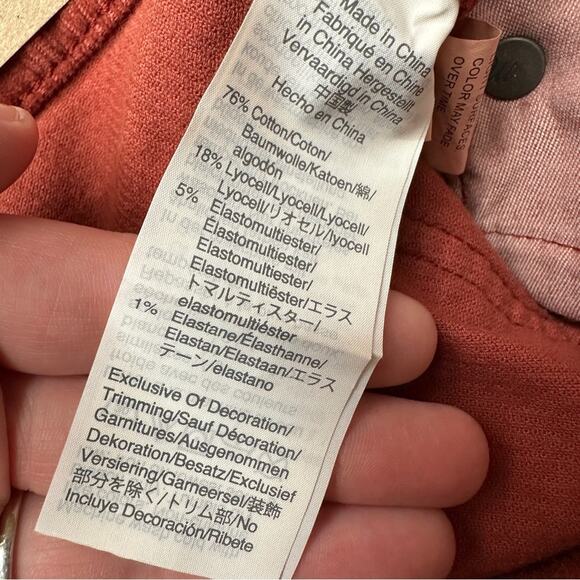 Made in China
Fabriqué en Chine
in China Hergestellt
Vervaardigd in China
中国製
Hecho en China
76% Cotton/Coton/
Baumwolle/Katoen/綿/
algodón
18% Lyocell/Lyocell/Lyocell/
Lyocell/リオセル/lyocell
5% Elastomultiester/
Elastomultiester/
Elastomultiester/
Elastomultiëster/エラス
トマルティスター/
elastomultiéster
1% Elastane/Élasthanne/
Elastan/Elastaan/エラス
テーン/elastano
Exclusive Of Decoration/
Trimming/Sauf Décoration/
Garnitures/Ausgenommen
Dekoration/Besatz/Exclusief
Versiering/Garneersel/装飾
部分を除く/トリム部/No
Incluye Decoración/Ribete
COLOR MAY FADE
OVER TIME